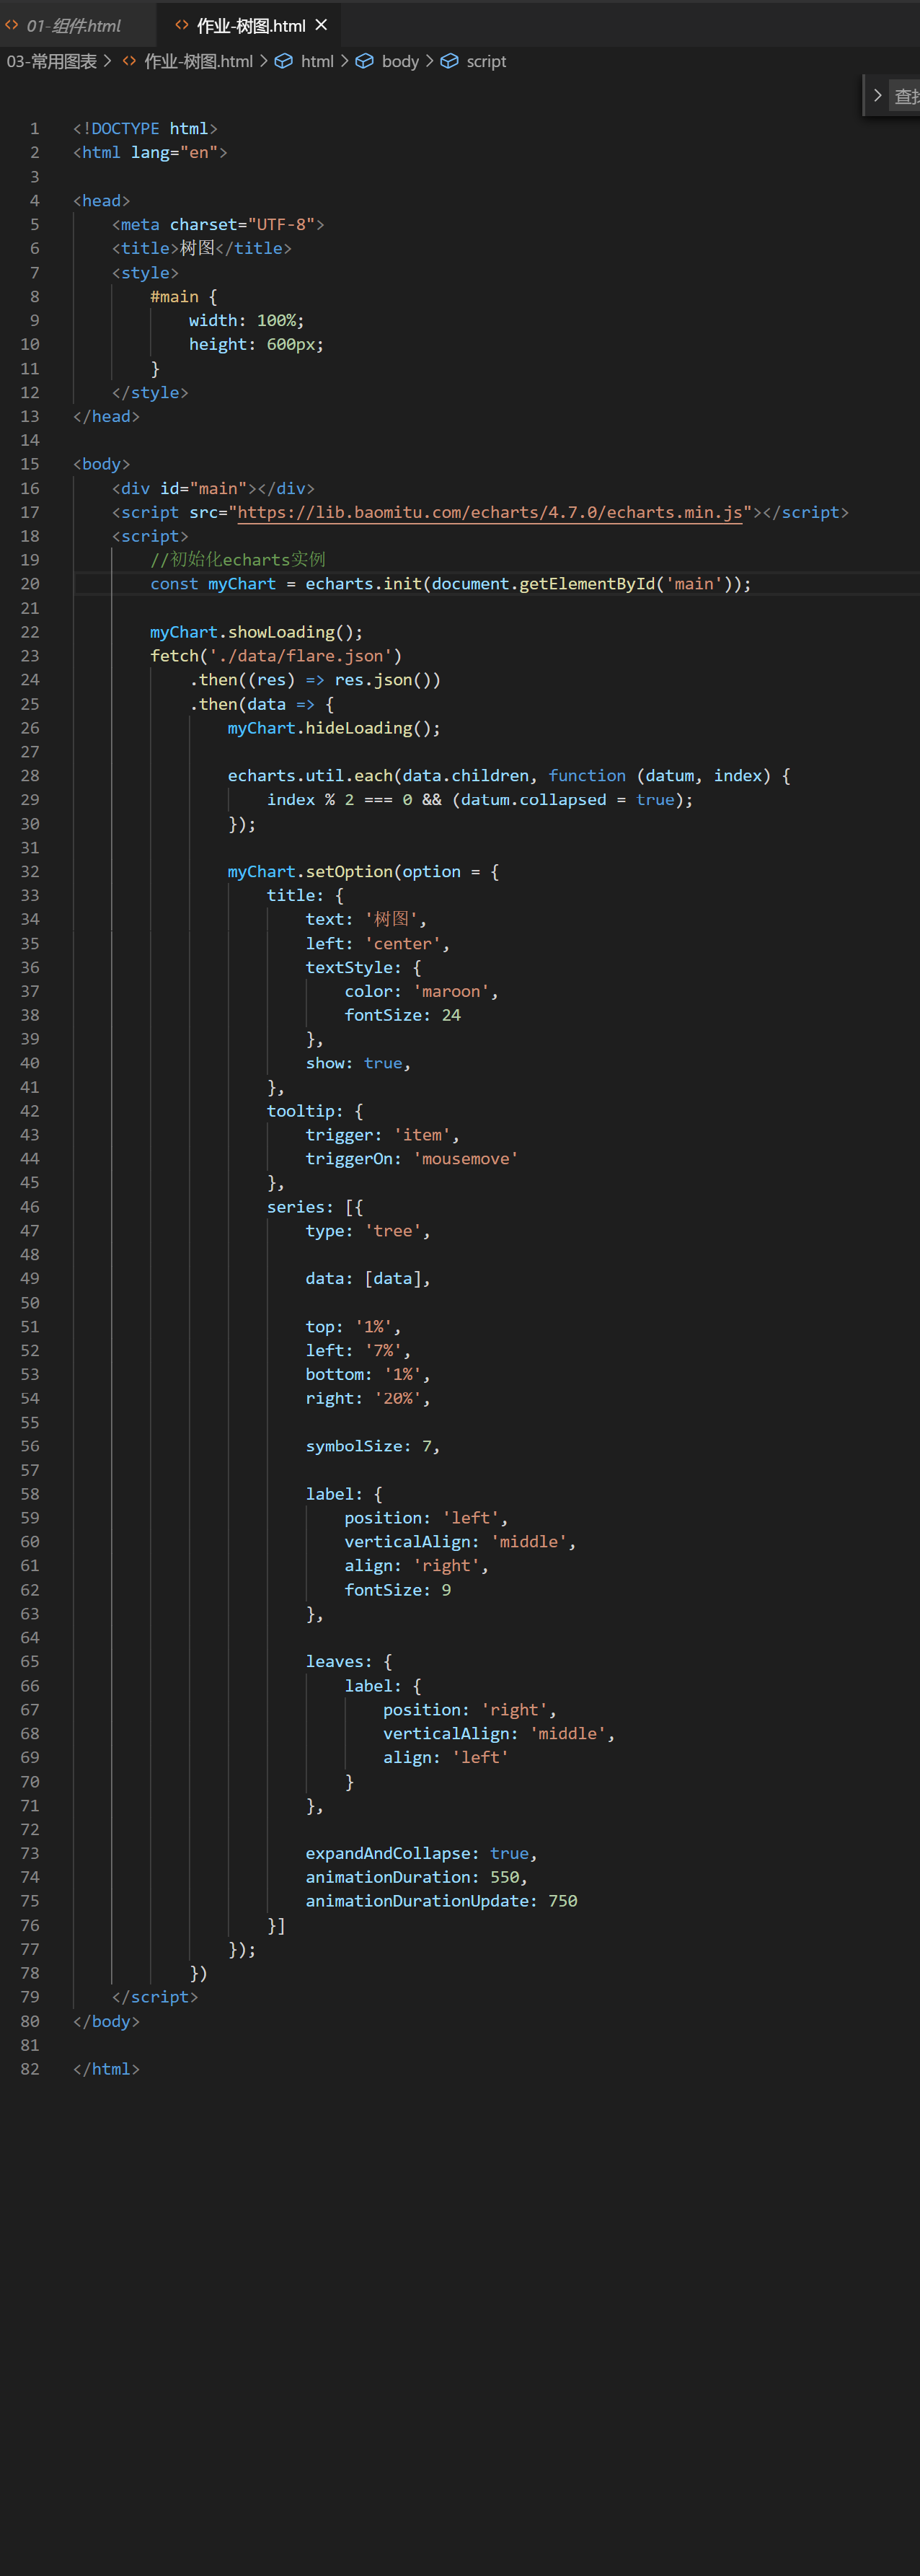 01-组件.html
作业-树图.html
03-常用图表 > 作业-树图.html > html > body > script
查找
1 <!DOCTYPE html>
2 <html lang="en">
3
4 <head>
5     <meta charset="UTF-8">
6     <title>树图</title>
7     <style>
8         #main {
9             width: 100%;
10             height: 600px;
11         }
12     </style>
13 </head>
14
15 <body>
16     <div id="main"></div>
17     <script src="https://lib.baomitu.com/echarts/4.7.0/echarts.min.js"></script>
18     <script>
19         //初始化echarts实例
20         const myChart = echarts.init(document.getElementById('main'));
21
22         myChart.showLoading();
23         fetch('./data/flare.json')
24             .then((res) => res.json())
25             .then(data => {
26                 myChart.hideLoading();
27
28                 echarts.util.each(data.children, function (datum, index) {
29                     index % 2 === 0 && (datum.collapsed = true);
30                 });
31
32                 myChart.setOption(option = {
33                     title: {
34                         text: '树图',
35                         left: 'center',
36                         textStyle: {
37                             color: 'maroon',
38                             fontSize: 24
39                         },
40                         show: true,
41                     },
42                     tooltip: {
43                         trigger: 'item',
44                         triggerOn: 'mousemove'
45                     },
46                     series: [{
47                         type: 'tree',
48
49                         data: [data],
50
51                         top: '1%',
52                         left: '7%',
53                         bottom: '1%',
54                         right: '20%',
55
56                         symbolSize: 7,
57
58                         label: {
59                             position: 'left',
60                             verticalAlign: 'middle',
61                             align: 'right',
62                             fontSize: 9
63                         },
64
65                         leaves: {
66                             label: {
67                                 position: 'right',
68                                 verticalAlign: 'middle',
69                                 align: 'left'
70                             }
71                         },
72
73                         expandAndCollapse: true,
74                         animationDuration: 550,
75                         animationDurationUpdate: 750
76                     }]
77                 });
78             })
79     </script>
80 </body>
81
82 </html>